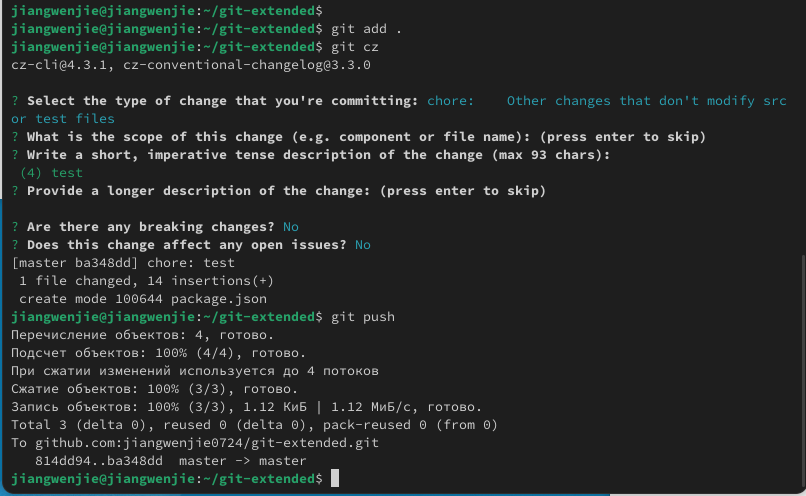 jiangwenjie@jiangwenjie:~/git-extended$
jiangwenjie@jiangwenjie:~/git-extended$ git add .
jiangwenjie@jiangwenjie:~/git-extended$ git cz
cz-cli@4.3.1, cz-conventional-changelog@3.3.0
? Select the type of change that you're committing: chore:    Other changes that don't modify src
or test files
? What is the scope of this change (e.g. component or file name): (press enter to skip)
? Write a short, imperative tense description of the change (max 93 chars):
 (4) test
? Provide a longer description of the change: (press enter to skip)
? Are there any breaking changes? No
? Does this change affect any open issues? No
[master ba348dd] chore: test
 1 file changed, 14 insertions(+)
 create mode 100644 package.json
jiangwenjie@jiangwenjie:~/git-extended$ git push
Перечисление объектов: 4, готово.
Подсчет объектов: 100% (4/4), готово.
При сжатии изменений используется до 4 потоков
Сжатие объектов: 100% (3/3), готово.
Запись объектов: 100% (3/3), 1.12 КиБ | 1.12 МиБ/с, готово.
Total 3 (delta 0), reused 0 (delta 0), pack-reused 0 (from 0)
To github.com:jiangwenjie0724/git-extended.git
   814dd94..ba348dd  master -> master
jiangwenjie@jiangwenjie:~/git-extended$